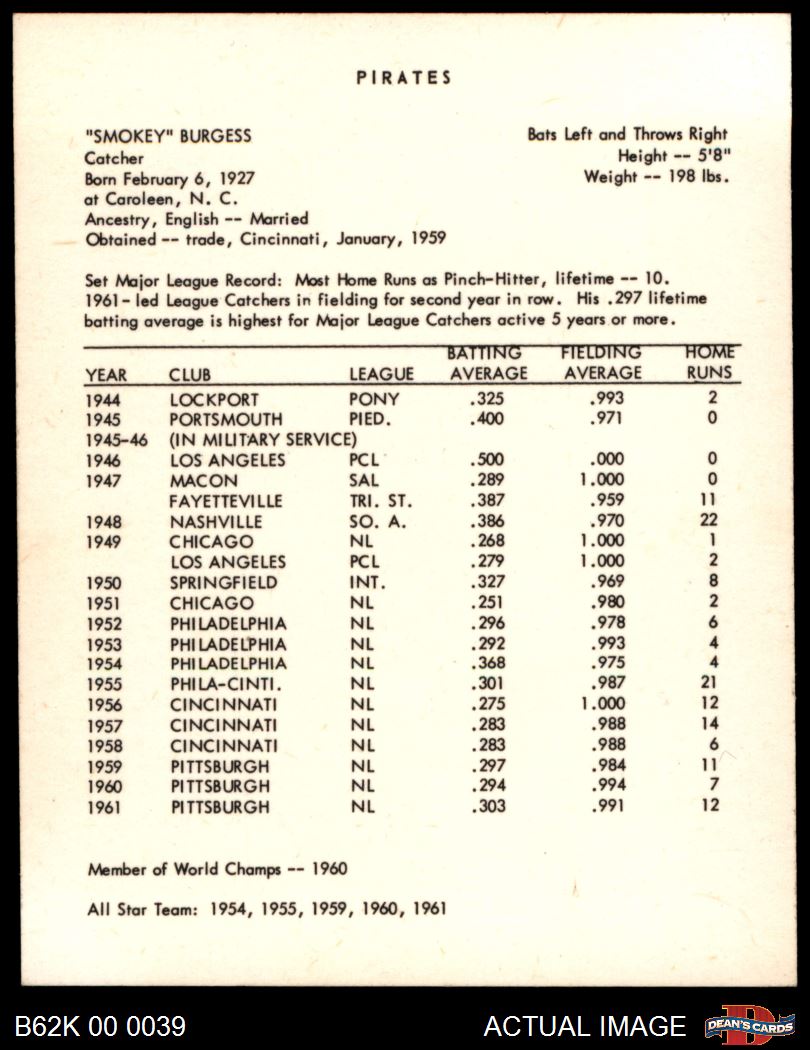 PIRATES
"SMOKEY" BURGESS Bats Left and Throws Right
Catcher Height -- 5'8"
Born February 6, 1927 Weight -- 198 lbs.
at Caroleen, N. C.
Ancestry, English -- Married
Obtained -- trade, Cincinnati, January, 1959
Set Major League Record: Most Home Runs as Pinch-Hitter, lifetime -- 10.
1961- led League Catchers in fielding for second year in row. His .297 lifetime
batting average is highest for Major League Catchers active 5 years or more.
BATTING FIELDING HOME
YEAR CLUB LEAGUE AVERAGE AVERAGE RUNS
1944 LOCKPORT PONY .325 .993 2
1945 PORTSMOUTH PIED. .400 .971 0
1945-46 (IN MILITARY SERVICE)
1946 LOS ANGELES PCL .500 .000 0
1947 MACON SAL .289 1.000 0
FAYETTEVILLE TRI. ST. .387 .959 11
1948 NASHVILLE SO. A. .386 .970 22
1949 CHICAGO NL .268 1.000 1
LOS ANGELES PCL .279 1.000 2
1950 SPRINGFIELD INT. .327 .969 8
1951 CHICAGO NL .251 .980 2
1952 PHILADELPHIA NL .296 .978 6
1953 PHILADELPHIA NL .292 .993 4
1954 PHILADELPHIA NL .368 .975 4
1955 PHILA-CINTI. NL .301 .987 21
1956 CINCINNATI NL .275 1.000 12
1957 CINCINNATI NL .283 .988 14
1958 CINCINNATI NL .283 .988 6
1959 PITTSBURGH NL .297 .984 11
1960 PITTSBURGH NL .294 .994 7
1961 PITTSBURGH NL .303 .991 12
Member of World Champs -- 1960
All Star Team: 1954, 1955, 1959, 1960, 1961
B62K 00 0039 ACTUAL IMAGE D DEAN'S CARDS